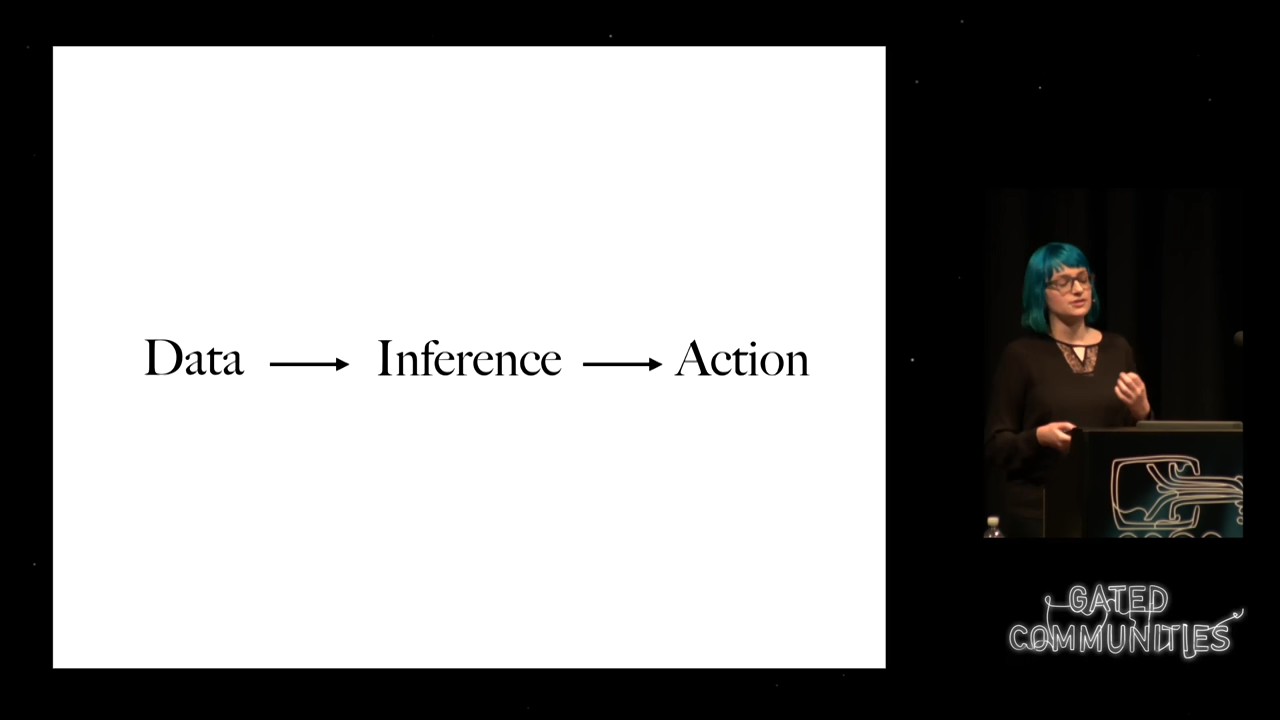 Data → Inference → Action
GATED
COMMUNITIES